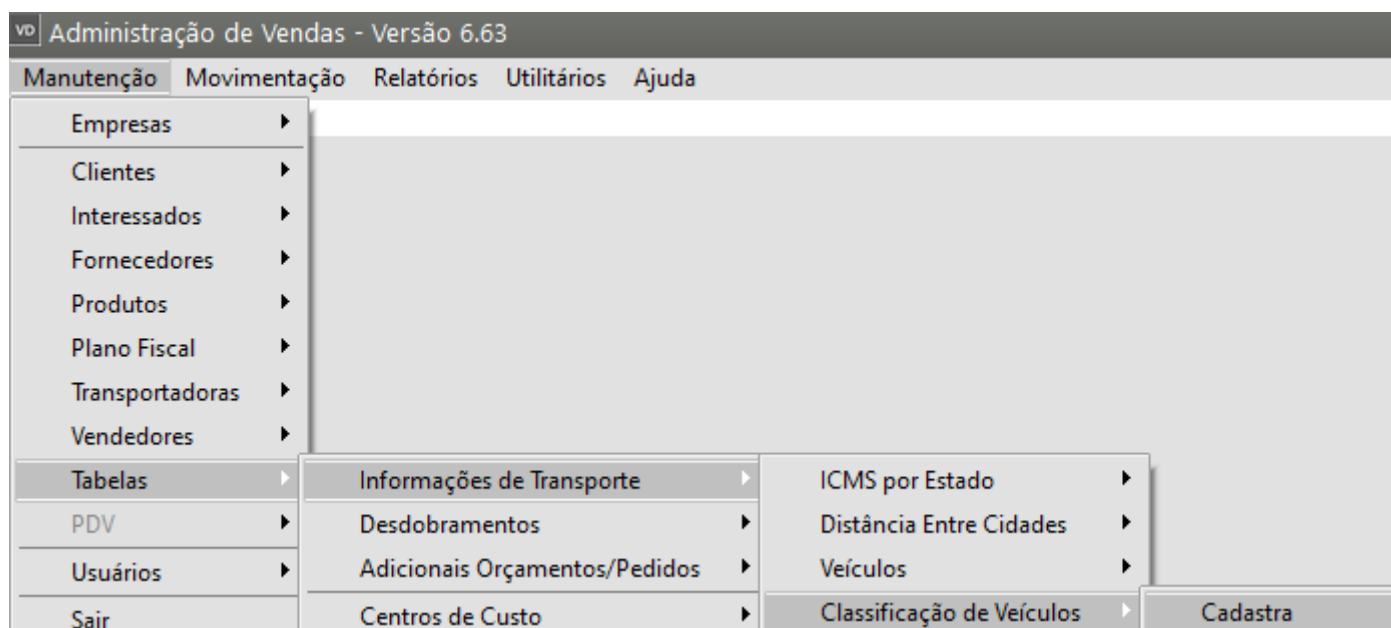 VD Administração de Vendas - Versão 6.63
Manutenção Movimentação Relatórios Utilitários Ajuda
Empresas
Clientes
Interessados
Fornecedores
Produtos
Plano Fiscal
Transportadoras
Vendedores
Tabelas Informações de Transporte ICMS por Estado
PDV Desdobramentos Distância Entre Cidades
Usuários Adicionais Orçamentos/Pedidos Veículos
Sair Centros de Custo Classificação de Veículos Cadastra